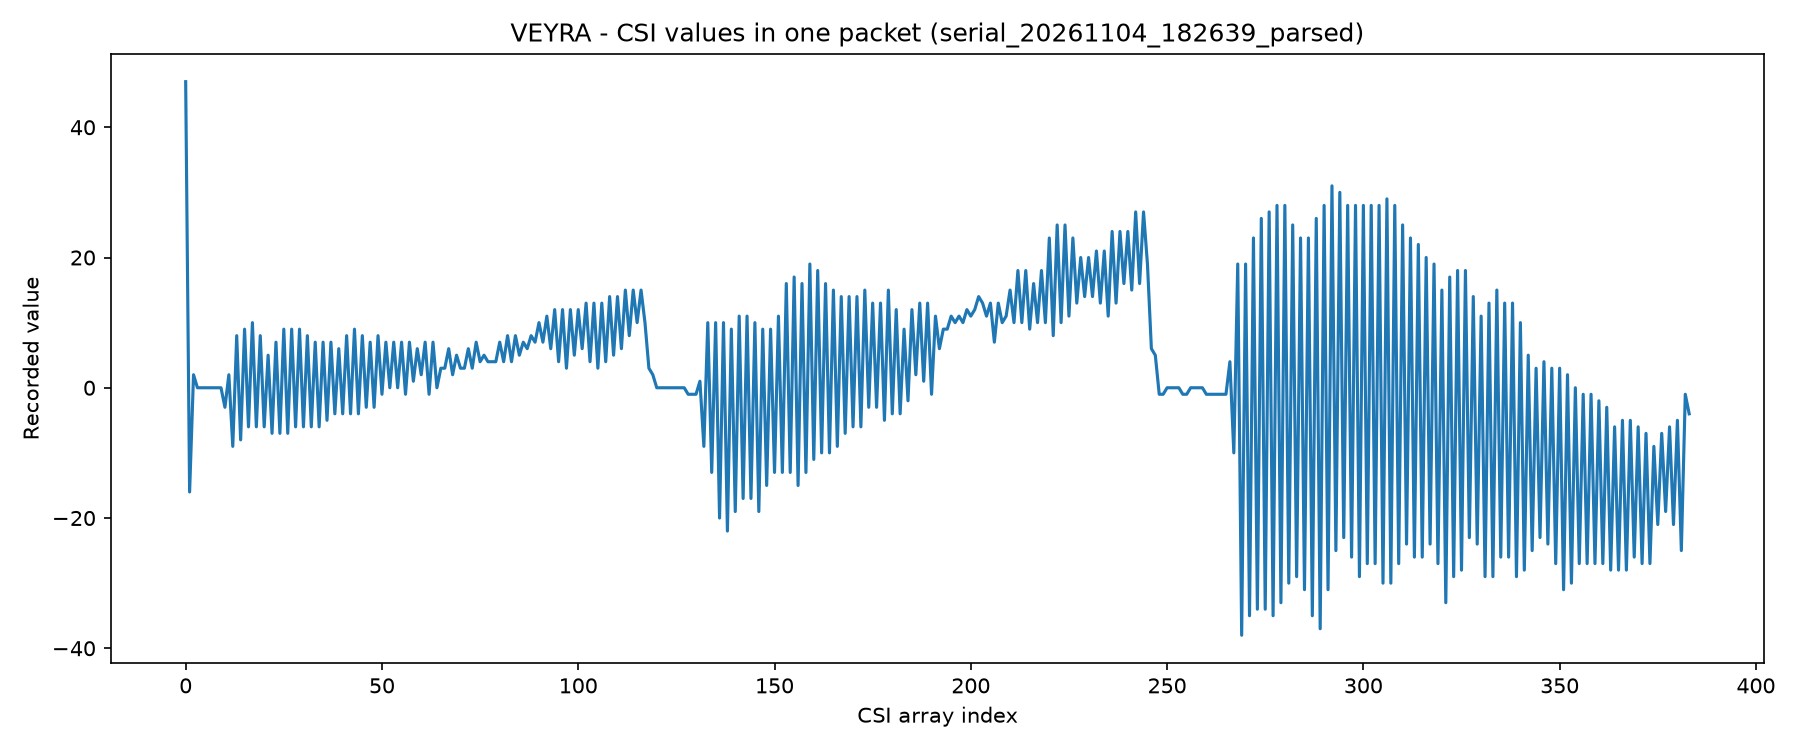 VEYRA - CSI values in one packet (serial_20261104_182639_parsed)
Recorded value
40
20
0
−20
−40
0 50 100 150 200 250 300 350 400
CSI array index